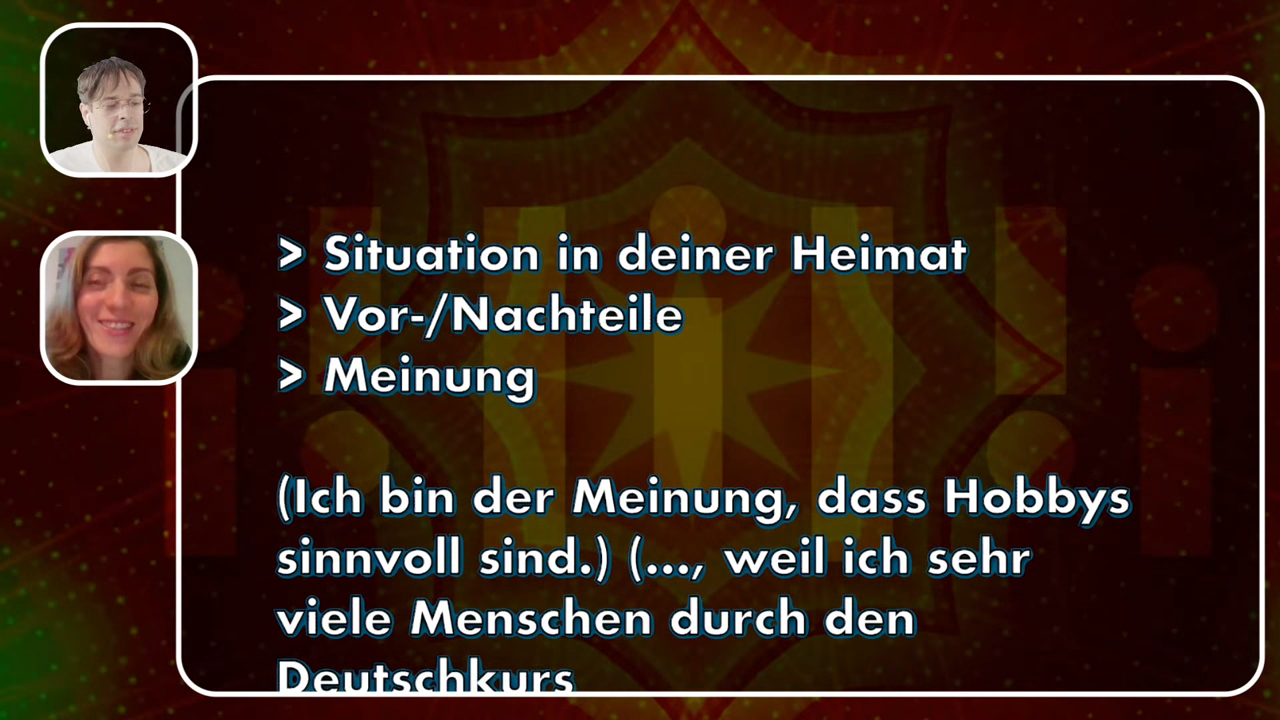 > Situation in deiner Heimat
> Vor-/Nachteile
> Meinung
(Ich bin der Meinung, dass Hobbys
sinnvoll sind.) (..., weil ich sehr
viele Menschen durch den
Deutschkurs